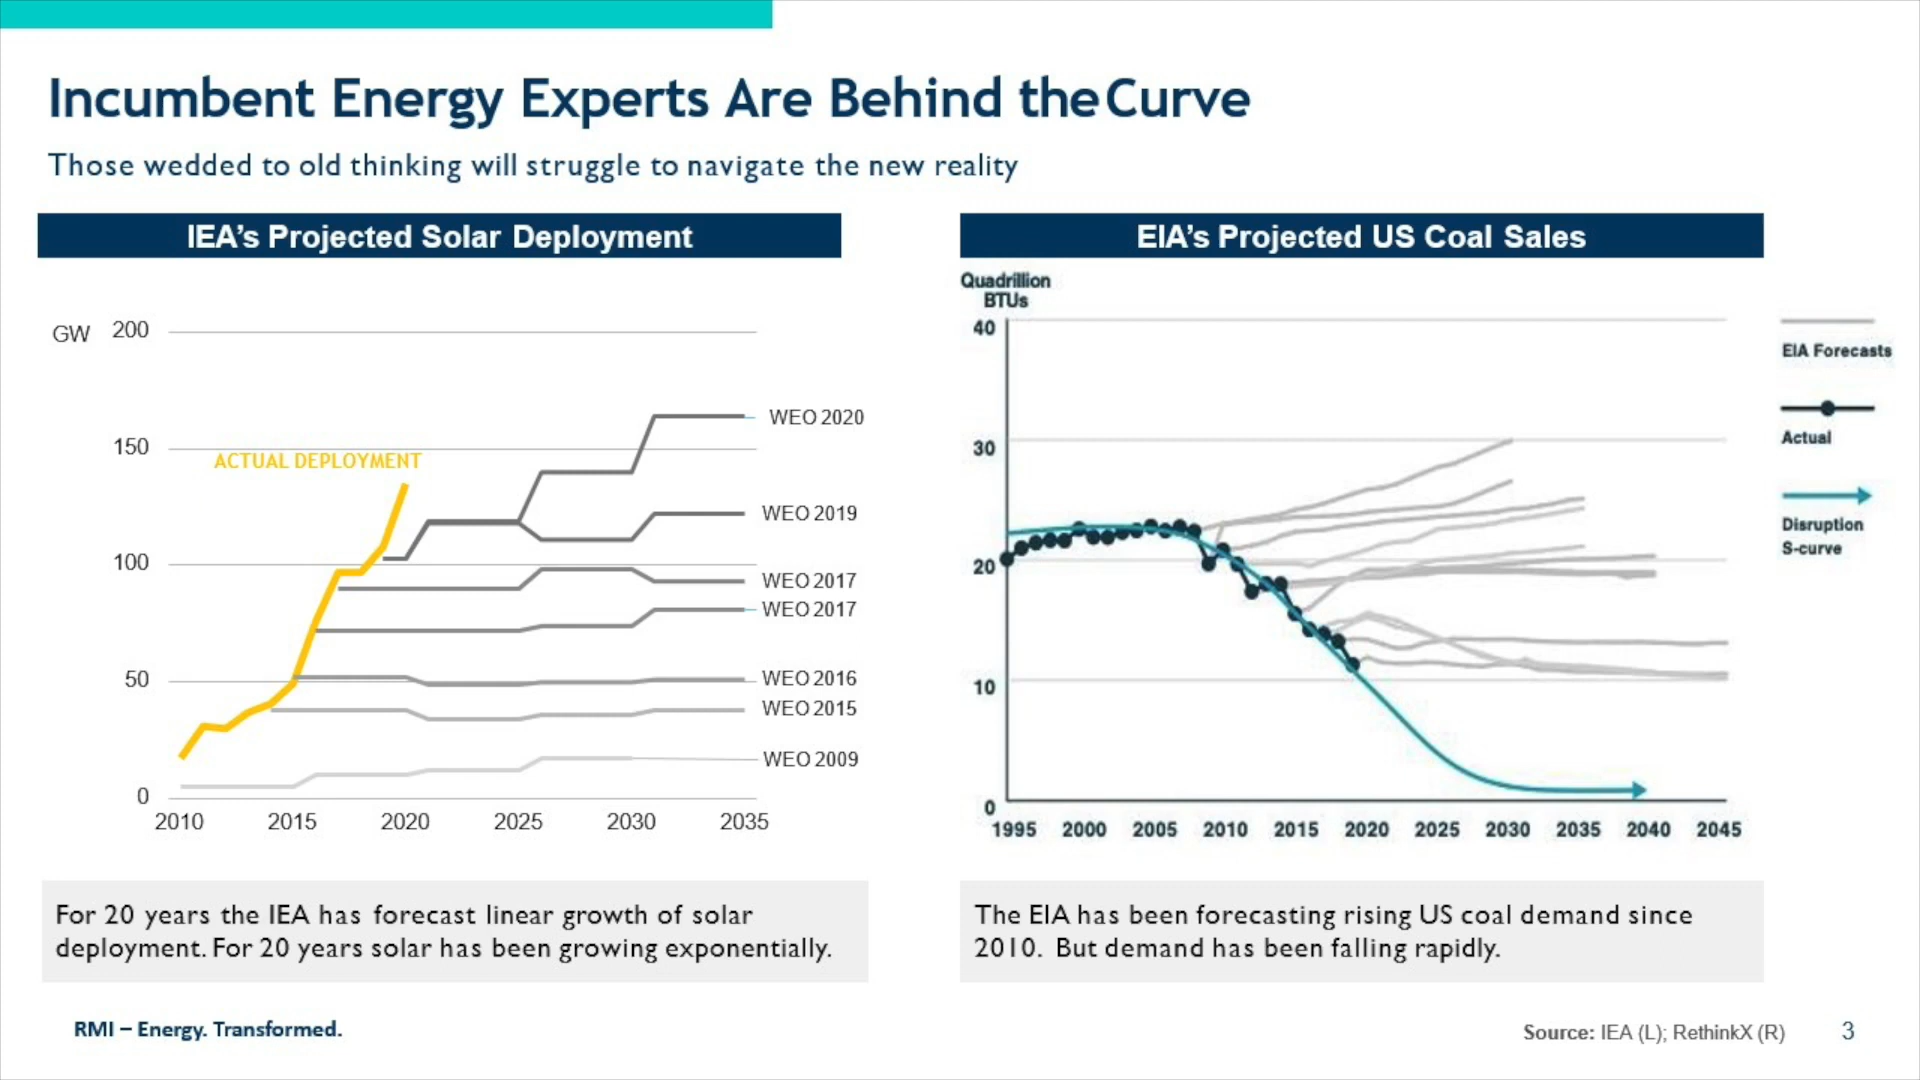 Incumbent Energy Experts Are Behind theCurve
Those wedded to old thinking will struggle to navigate the new reality
IEA's Projected Solar Deployment
GW
200
150
100
50
0
ACTUAL DEPLOYMENT
WEO 2020
WEO 2019
WEO 2017
WEO 2017
WEO 2016
WEO 2015
WEO 2009
2010 2015 2020 2025 2030 2035
For 20 years the IEA has forecast linear growth of solar
deployment. For 20 years solar has been growing exponentially.
EIA's Projected US Coal Sales
Quadrillion
BTUs
40
30
20
10
0
1995 2000 2005 2010 2015 2020 2025 2030 2035 2040 2045
EIA Forecasts
Actual
Disruption
S-curve
The EIA has been forecasting rising US coal demand since
2010. But demand has been falling rapidly.
RMI – Energy. Transformed.
Source: IEA (L); RethinkX (R)
3